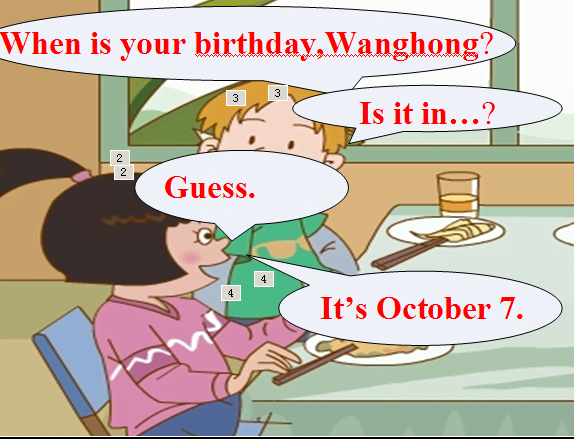 When is your birthday,Wanghong?
3
3
Is it in…?
2
2
Guess.
4
4
It’s October 7.